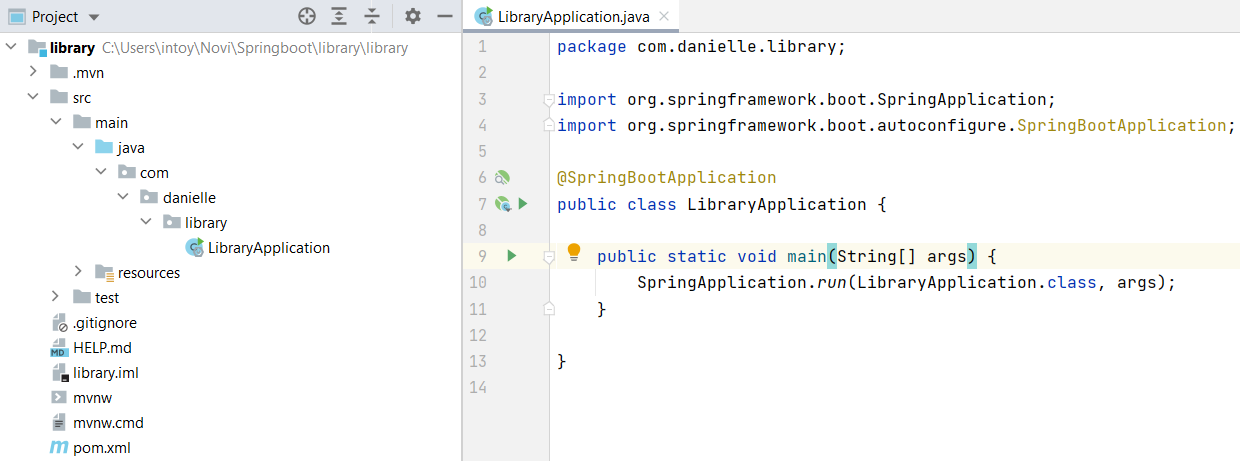 Project
library C:\Users\intoy\Novi\Springboot\library\library
.mvn
src
main
java
com
danielle
library
LibraryApplication
resources
test
.gitignore
HELP.md
library.iml
mvnw
mvnw.cmd
pom.xml
LibraryApplication.java
1 package com.danielle.library;
2
3 import org.springframework.boot.SpringApplication;
4 import org.springframework.boot.autoconfigure.SpringBootApplication;
5
6 @SpringBootApplication
7 public class LibraryApplication {
8
9 public static void main(String[] args) {
10 SpringApplication.run(LibraryApplication.class, args);
11 }
12
13 }
14